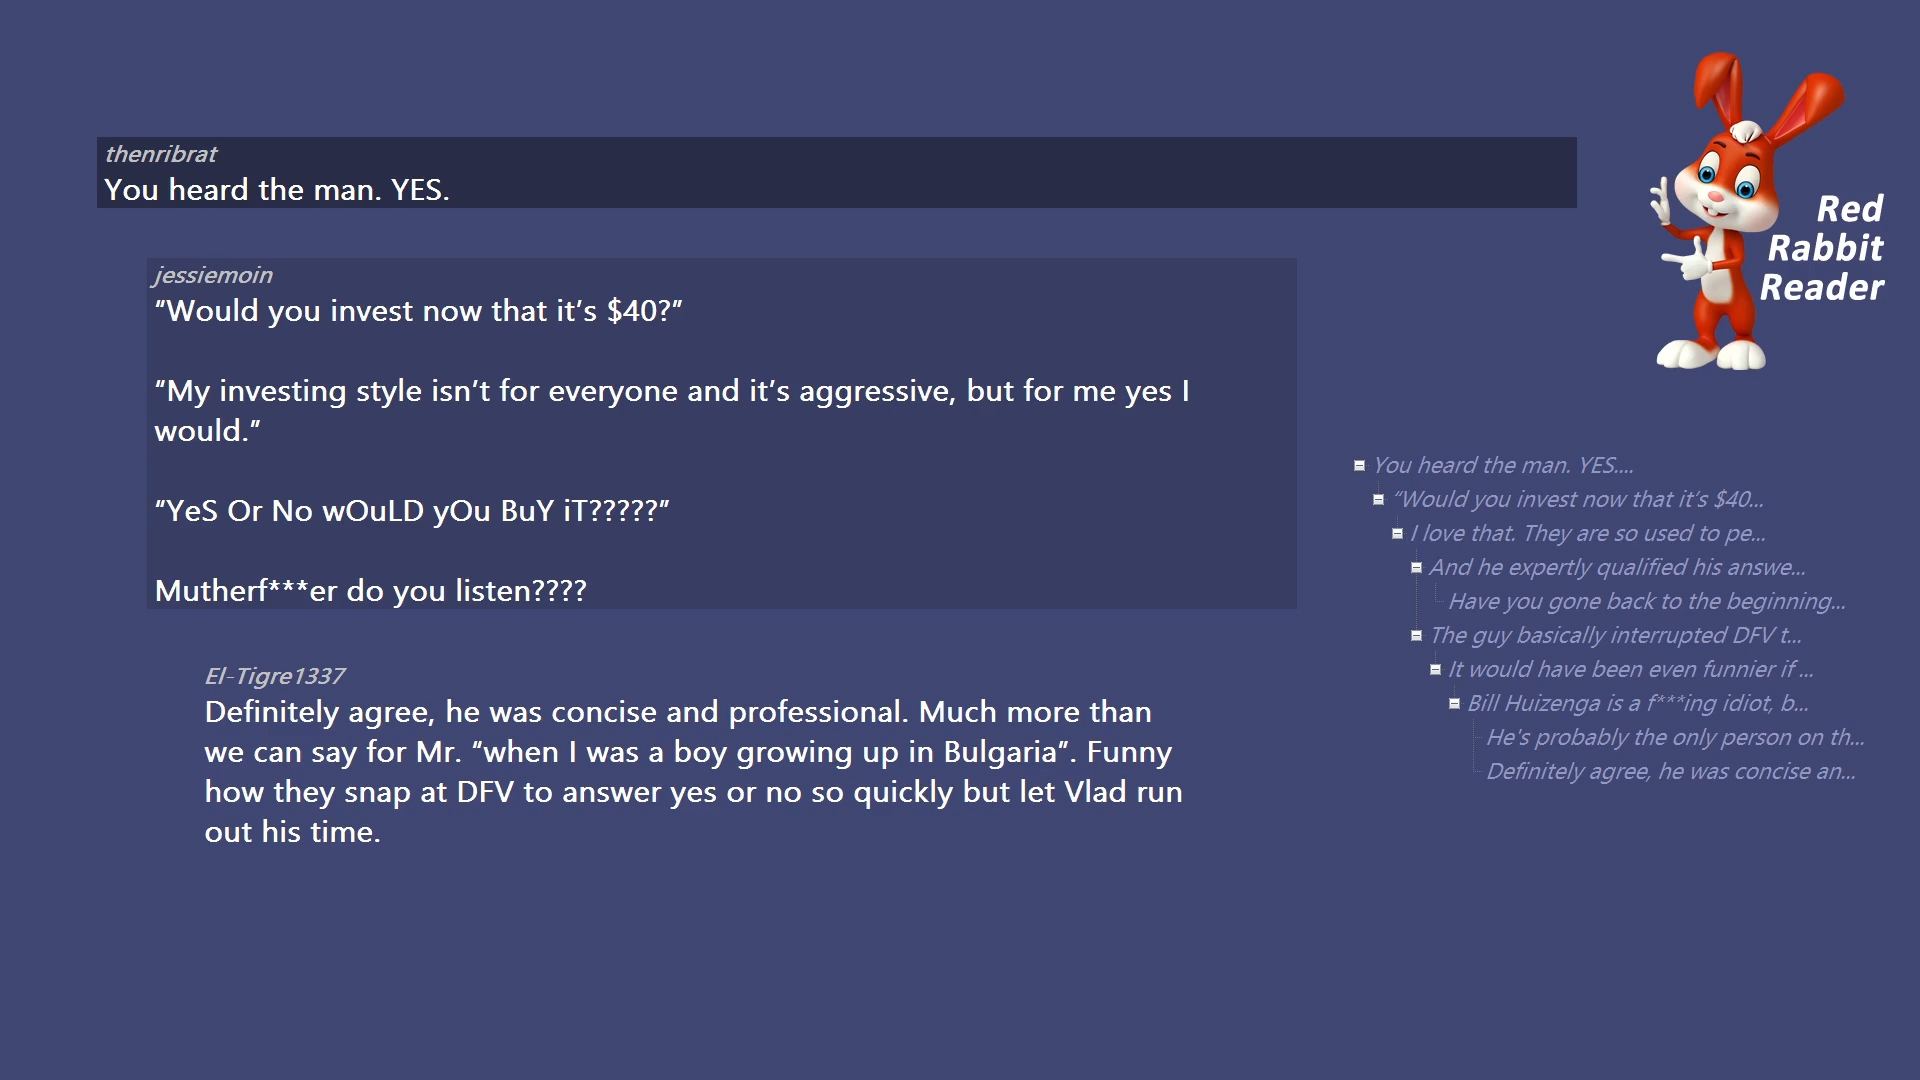 thenribrat
You heard the man. YES.
jessiemoin
“Would you invest now that it’s $40?”
“My investing style isn’t for everyone and it’s aggressive, but for me yes I
would.”
“YeS Or No wOuLD yOu BuY iT?????”
Mutherf***er do you listen????
El-Tigre1337
Definitely agree, he was concise and professional. Much more than
we can say for Mr. “when I was a boy growing up in Bulgaria”. Funny
how they snap at DFV to answer yes or no so quickly but let Vlad run
out his time.
Red
Rabbit
Reader
You heard the man. YES....
“Would you invest now that it’s $40...
I love that. They are so used to pe...
And he expertly qualified his answe...
Have you gone back to the beginning...
The guy basically interrupted DFV t...
It would have been even funnier if ...
Bill Huizenga is a f***ing idiot, b...
He's probably the only person on th...
Definitely agree, he was concise an...